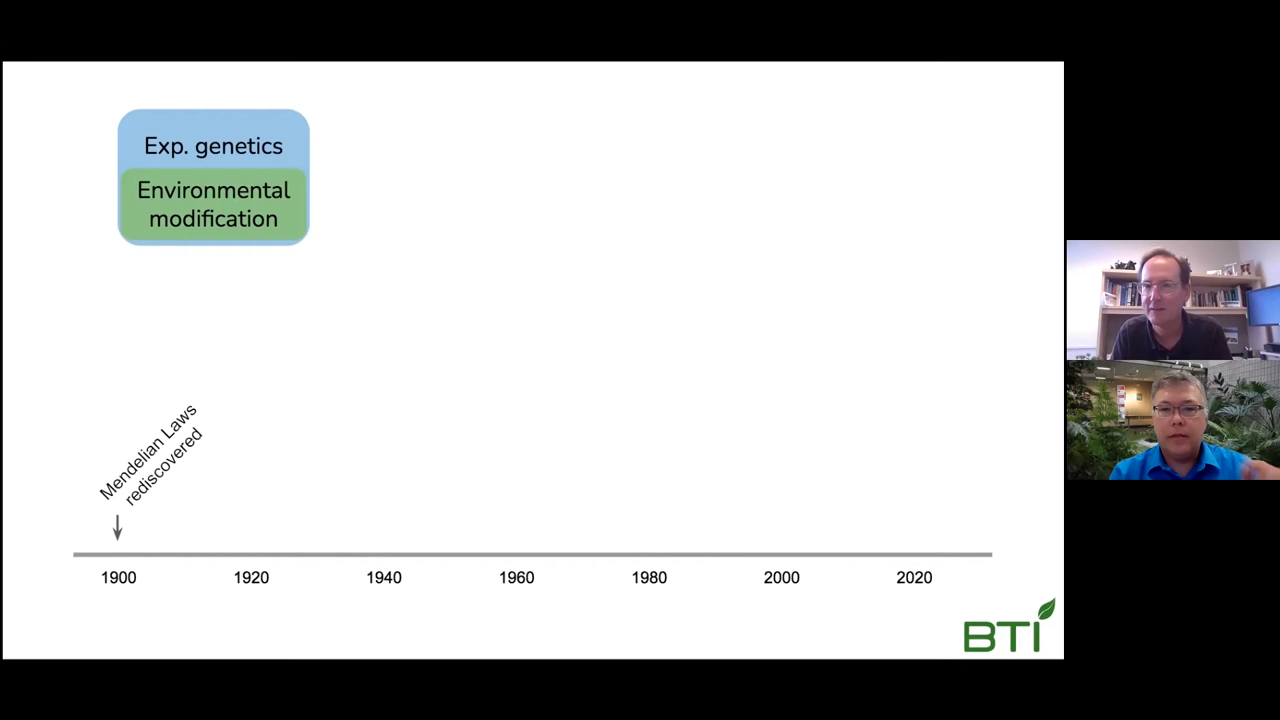 Exp. genetics
Environmental
modification
Mendelian Laws
rediscovered
1900
1920
1940
1960
1980
2000
2020
BTI